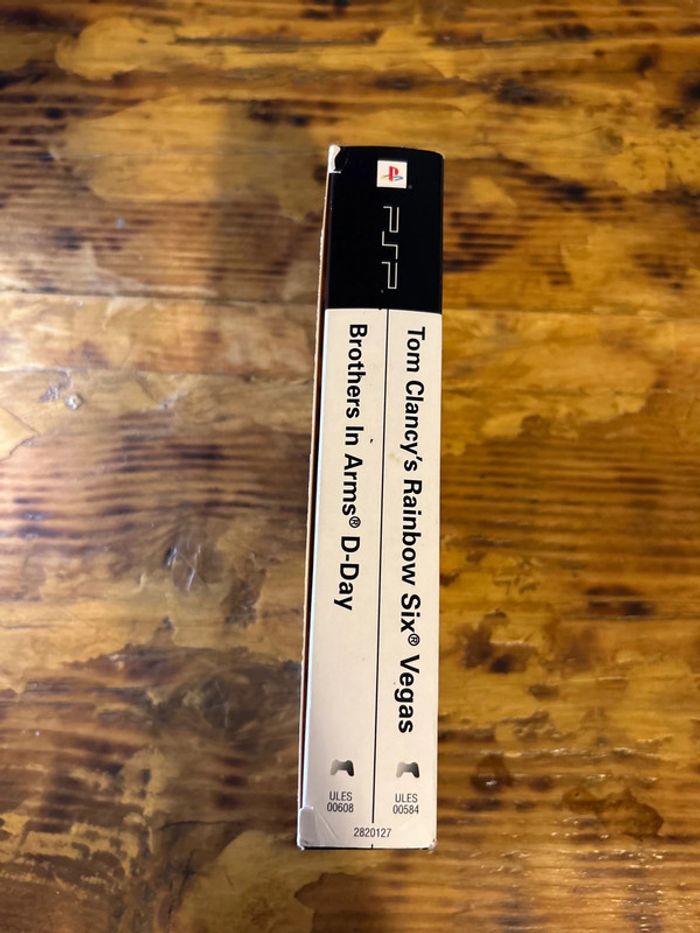 PSP
Tom Clancy's Rainbow Six® Vegas
Brothers In Arms® D-Day
ULES
00584
ULES
00608
2820127